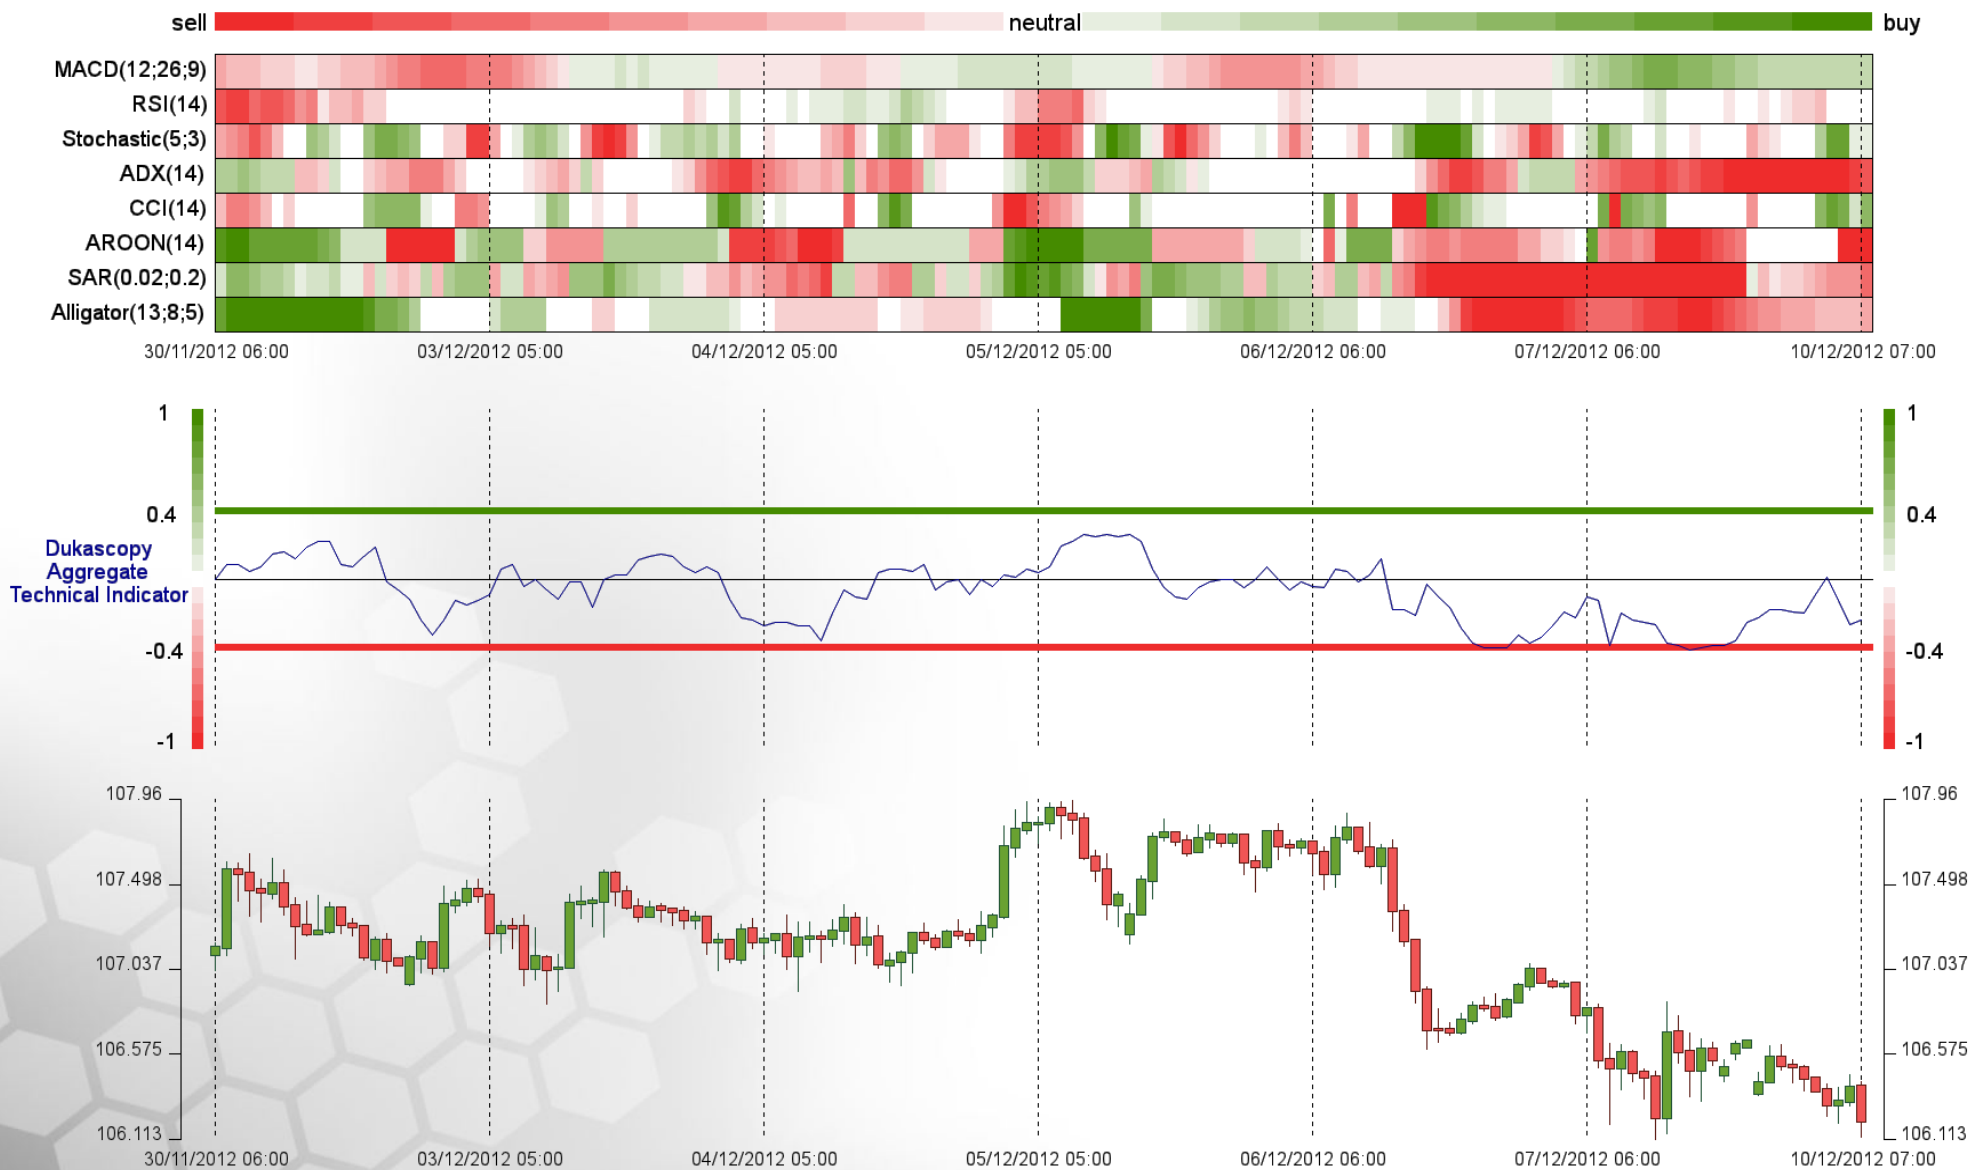 sell neutral buy
MACD(12;26;9)
RSI(14)
Stochastic(5;3)
ADX(14)
CCI(14)
AROON(14)
SAR(0.02;0.2)
Alligator(13;8;5)
30/11/2012 06:00 03/12/2012 05:00 04/12/2012 05:00 05/12/2012 05:00 06/12/2012 06:00 07/12/2012 06:00 10/12/2012 07:00
1 1
0.4 0.4
Dukascopy
Aggregate
Technical Indicator
-0.4 -0.4
-1 -1
107.96 107.96
107.498 107.498
107.037 107.037
106.575 106.575
106.113 106.113
30/11/2012 06:00 03/12/2012 05:00 04/12/2012 05:00 05/12/2012 05:00 06/12/2012 06:00 07/12/2012 06:00 10/12/2012 07:00